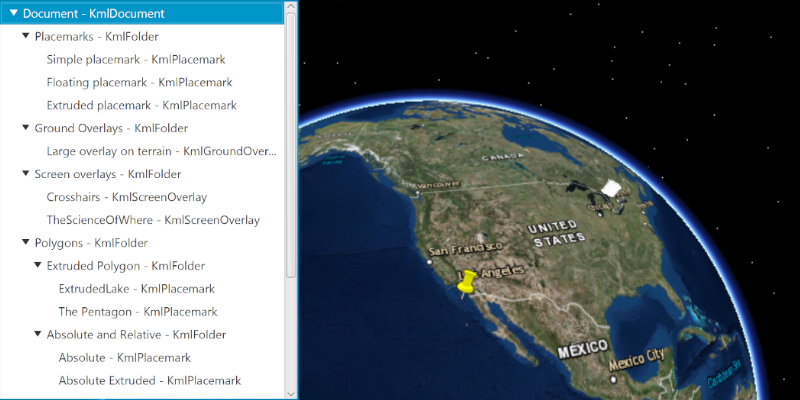 Document - KmlDocument
Placemarks - KmlFolder
Simple placemark - KmlPlacemark
Floating placemark - KmlPlacemark
Extruded placemark - KmlPlacemark
Ground Overlays - KmlFolder
Large overlay on terrain - KmlGroundOver...
Screen overlays - KmlFolder
Crosshairs - KmlScreenOverlay
TheScienceOfWhere - KmlScreenOverlay
Polygons - KmlFolder
Extruded Polygon - KmlFolder
ExtrudedLake - KmlPlacemark
The Pentagon - KmlPlacemark
Absolute and Relative - KmlFolder
Absolute - KmlPlacemark
Absolute Extruded - KmlPlacemark
CANADA
Vancouver
UNITED
STATES
San Francisco
Angeles
MÉXICO
Mexico City
Caribbean